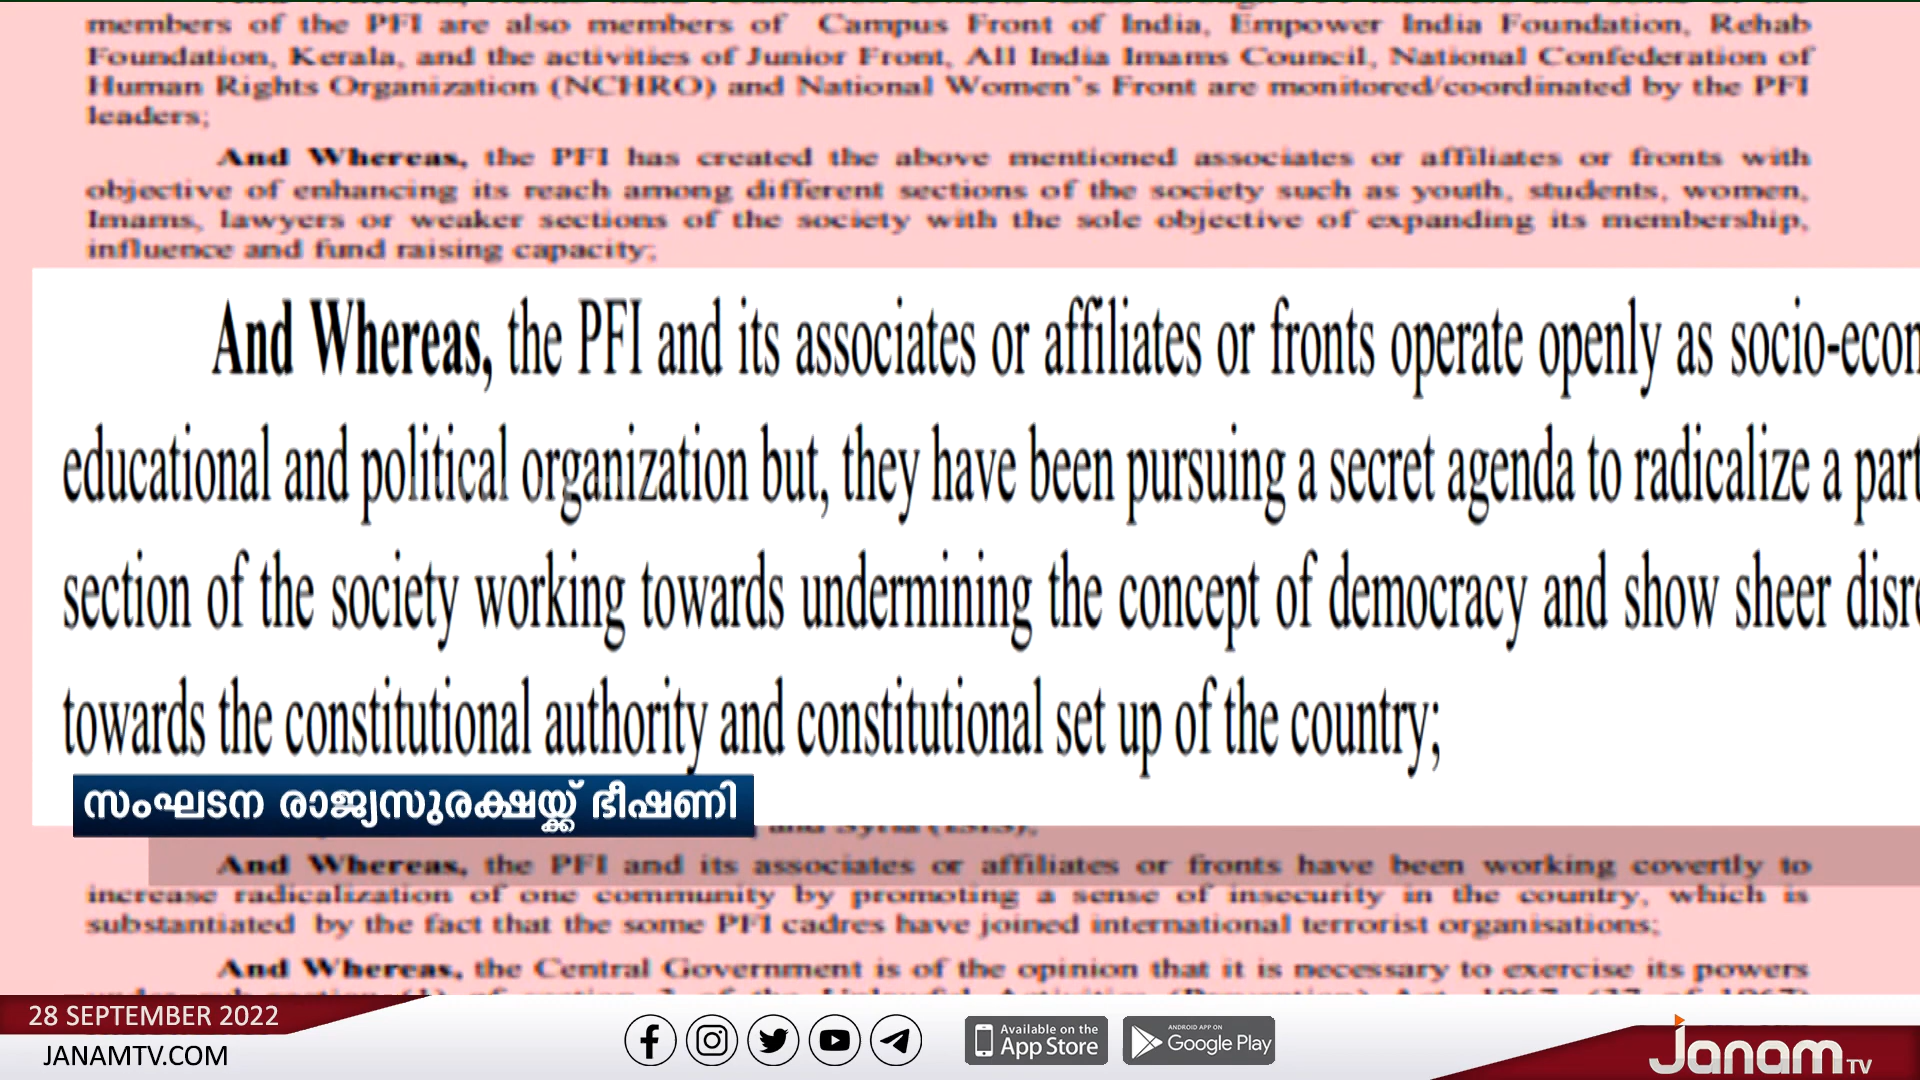 members of the PFI are also members of Campus Front of India, Empower India Foundation, Rehab
Foundation, Kerala, and the activities of Junior Front, All India Imams Council, National Confederation of
Human Rights Organization (NCHRO) and National Women's Front are monitored/coordinated by the PFI
leaders;
And Whereas, the PFI has created the above mentioned associates or affiliates or fronts with
objective of enhancing its reach among different sections of the society such as youth, students, women,
Imams, lawyers or weaker sections of the society with the sole objective of expanding its membership,
influence and fund raising capacity;
And Whereas, the PFI and its associates or affiliates or fronts operate openly as socio-econ
educational and political organization but, they have been pursuing a secret agenda to radicalize a part
section of the society working towards undermining the concept of democracy and show sheer disre
towards the constitutional authority and constitutional set up of the country;
സംഘടന രാജ്യസുരക്ഷയ്ക്ക് ഭീഷണി
and Syria (ISIS);
And Whereas, the PFI and its associates or affiliates or fronts have been working covertly to
increase radicalization of one community by promoting a sense of insecurity in the country, which is
substantiated by the fact that the some PFI cadres have joined international terrorist organisations;
And Whereas, the Central Government is of the opinion that it is necessary to exercise its powers
28 SEPTEMBER 2022
JANAMTV.COM
Available on the
App Store
ANDROID APP ON
Google Play
Janam TV